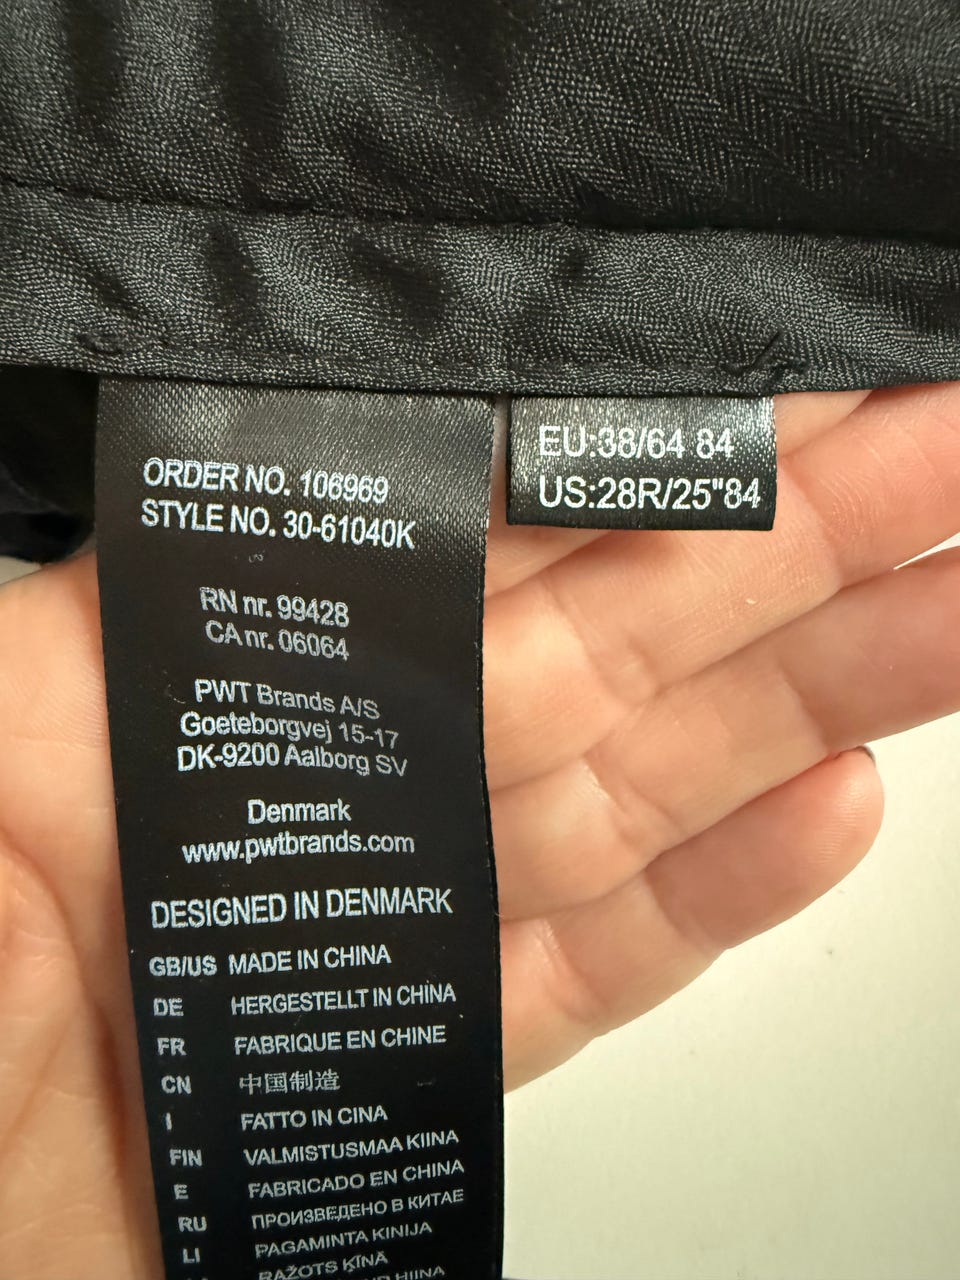 ORDER NO. 106969
STYLE NO. 30-61040K
RN nr. 99428
CA nr. 06064
PWT Brands A/S
Goeteborgvej 15-17
DK-9200 Aalborg SV
Denmark
www.pwtbrands.com
DESIGNED IN DENMARK
GB/US MADE IN CHINA
DE HERGESTELLT IN CHINA
FR FABRIQUE EN CHINE
CN 中国制造
I FATTO IN CINA
FIN VALMISTUSMAA KIINA
E FABRICADO EN CHINA
RU ПРОИЗВЕДЕНО В КИТАЕ
LI PAGAMINTA KINIJA
RAŽOTS ĶĪNĀ
EU:38/64 84
US:28R/25"84